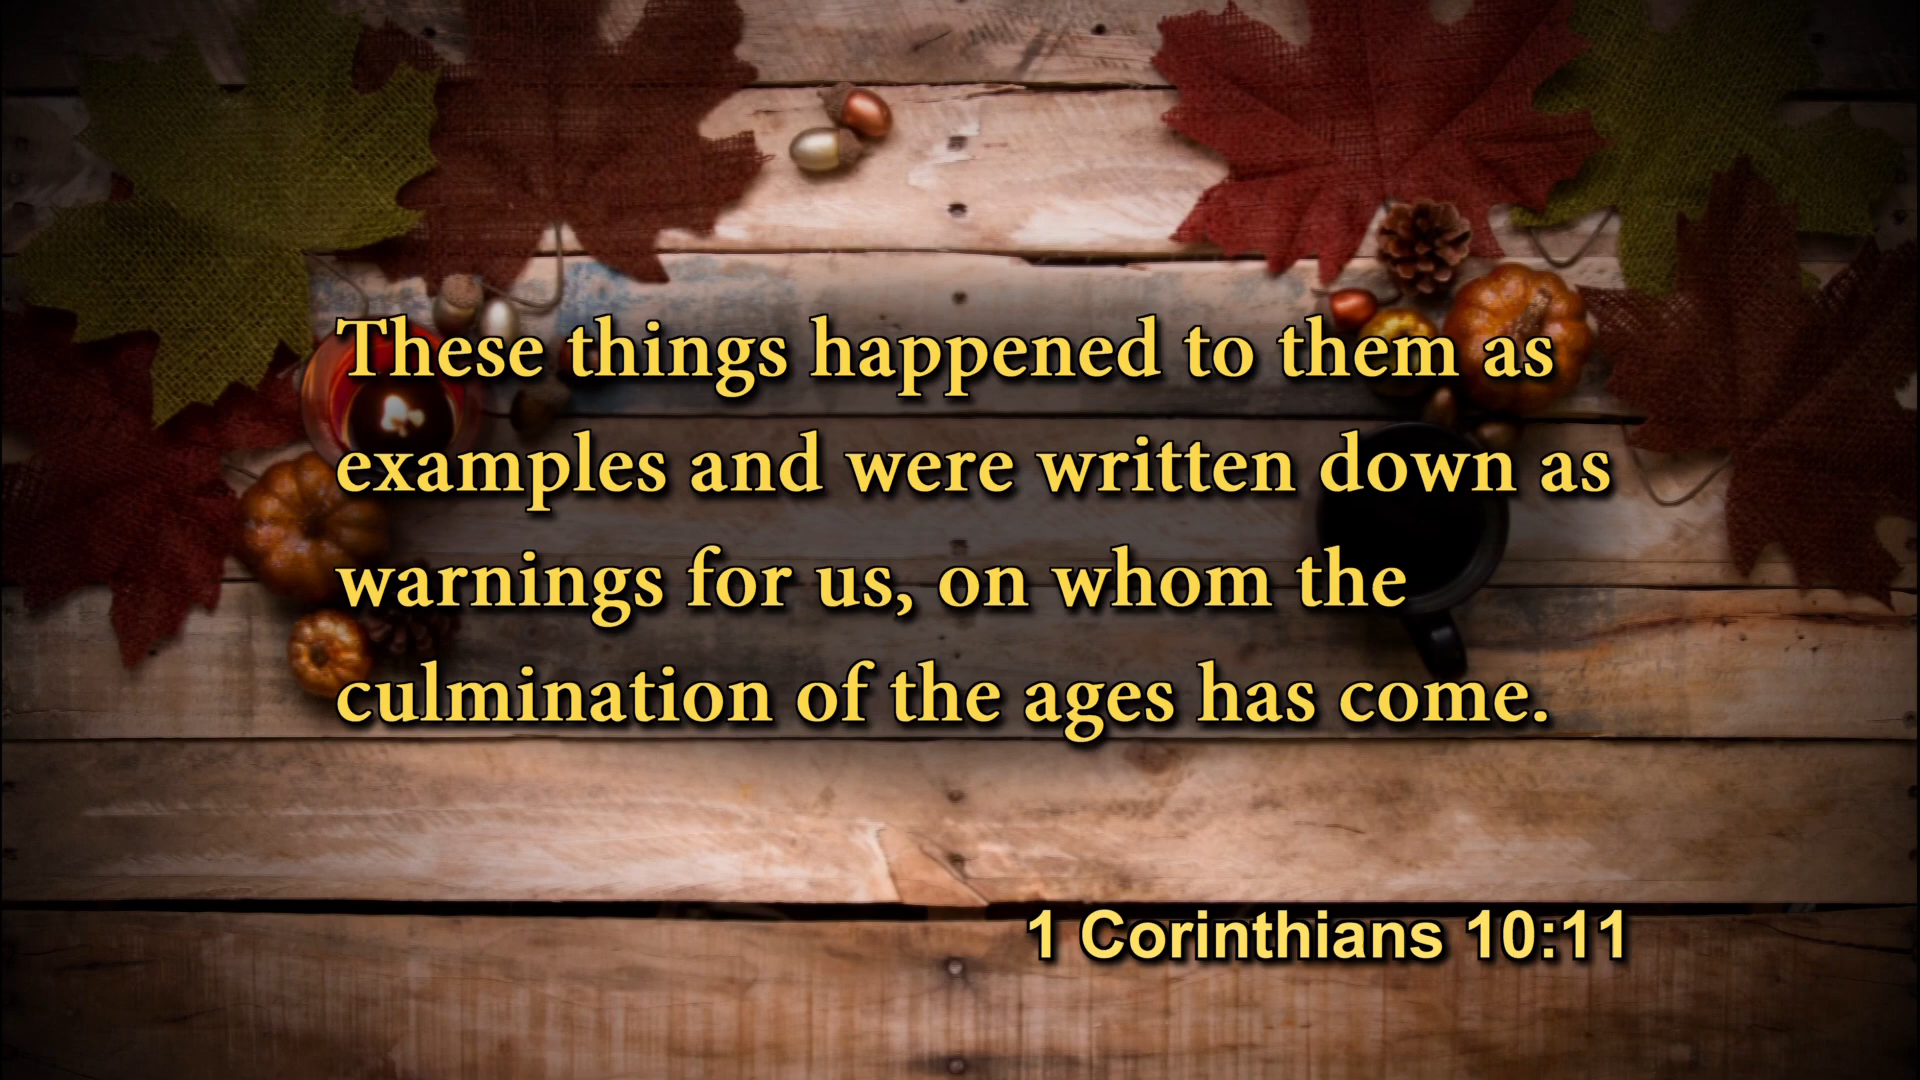 These things happened to them as
examples and were written down as
warnings for us, on whom the
culmination of the ages has come.
1 Corinthians 10:11